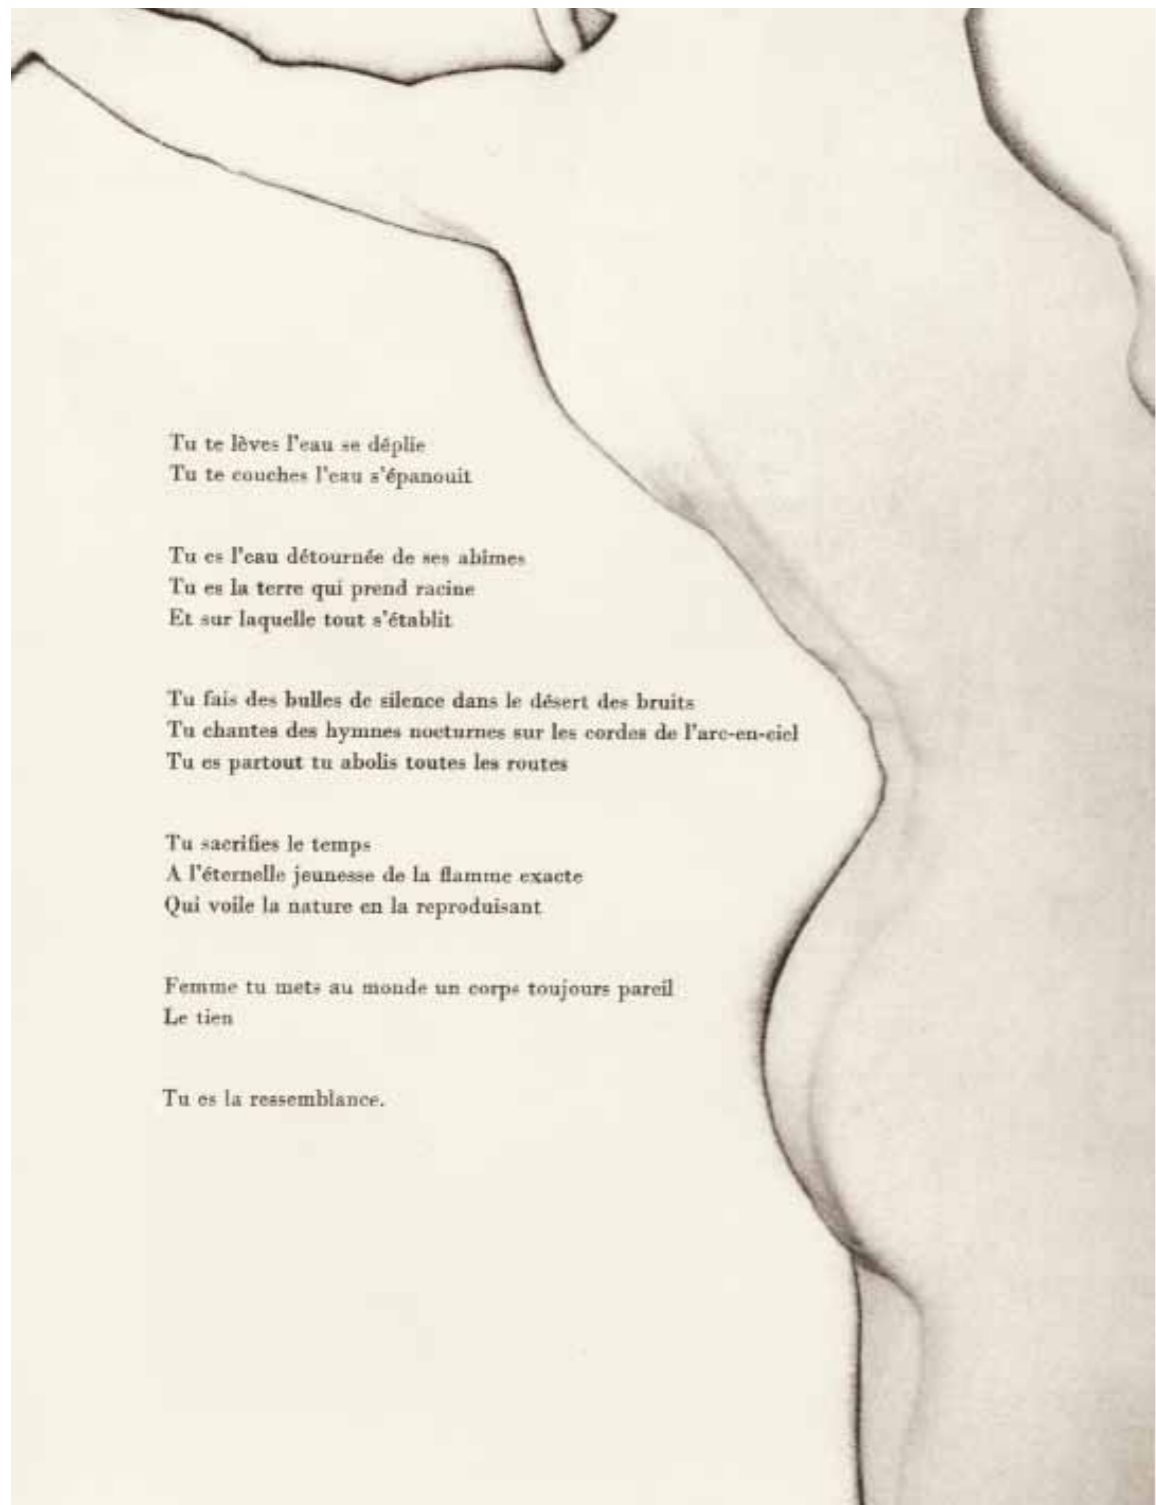 Tu te lèves l'eau se déplie
Tu te couches l'eau s'épanouit
Tu es l'eau détournée de ses abîmes
Tu es la terre qui prend racine
Et sur laquelle tout s'établit
Tu fais des bulles de silence dans le désert des bruits
Tu chantes des hymnes nocturnes sur les cordes de l'arc-en-ciel
Tu es partout tu abolis toutes les routes
Tu sacrifies le temps
A l'éternelle jeunesse de la flamme exacte
Qui voile la nature en la reproduisant
Femme tu mets au monde un corps toujours pareil
Le tien
Tu es la ressemblance.